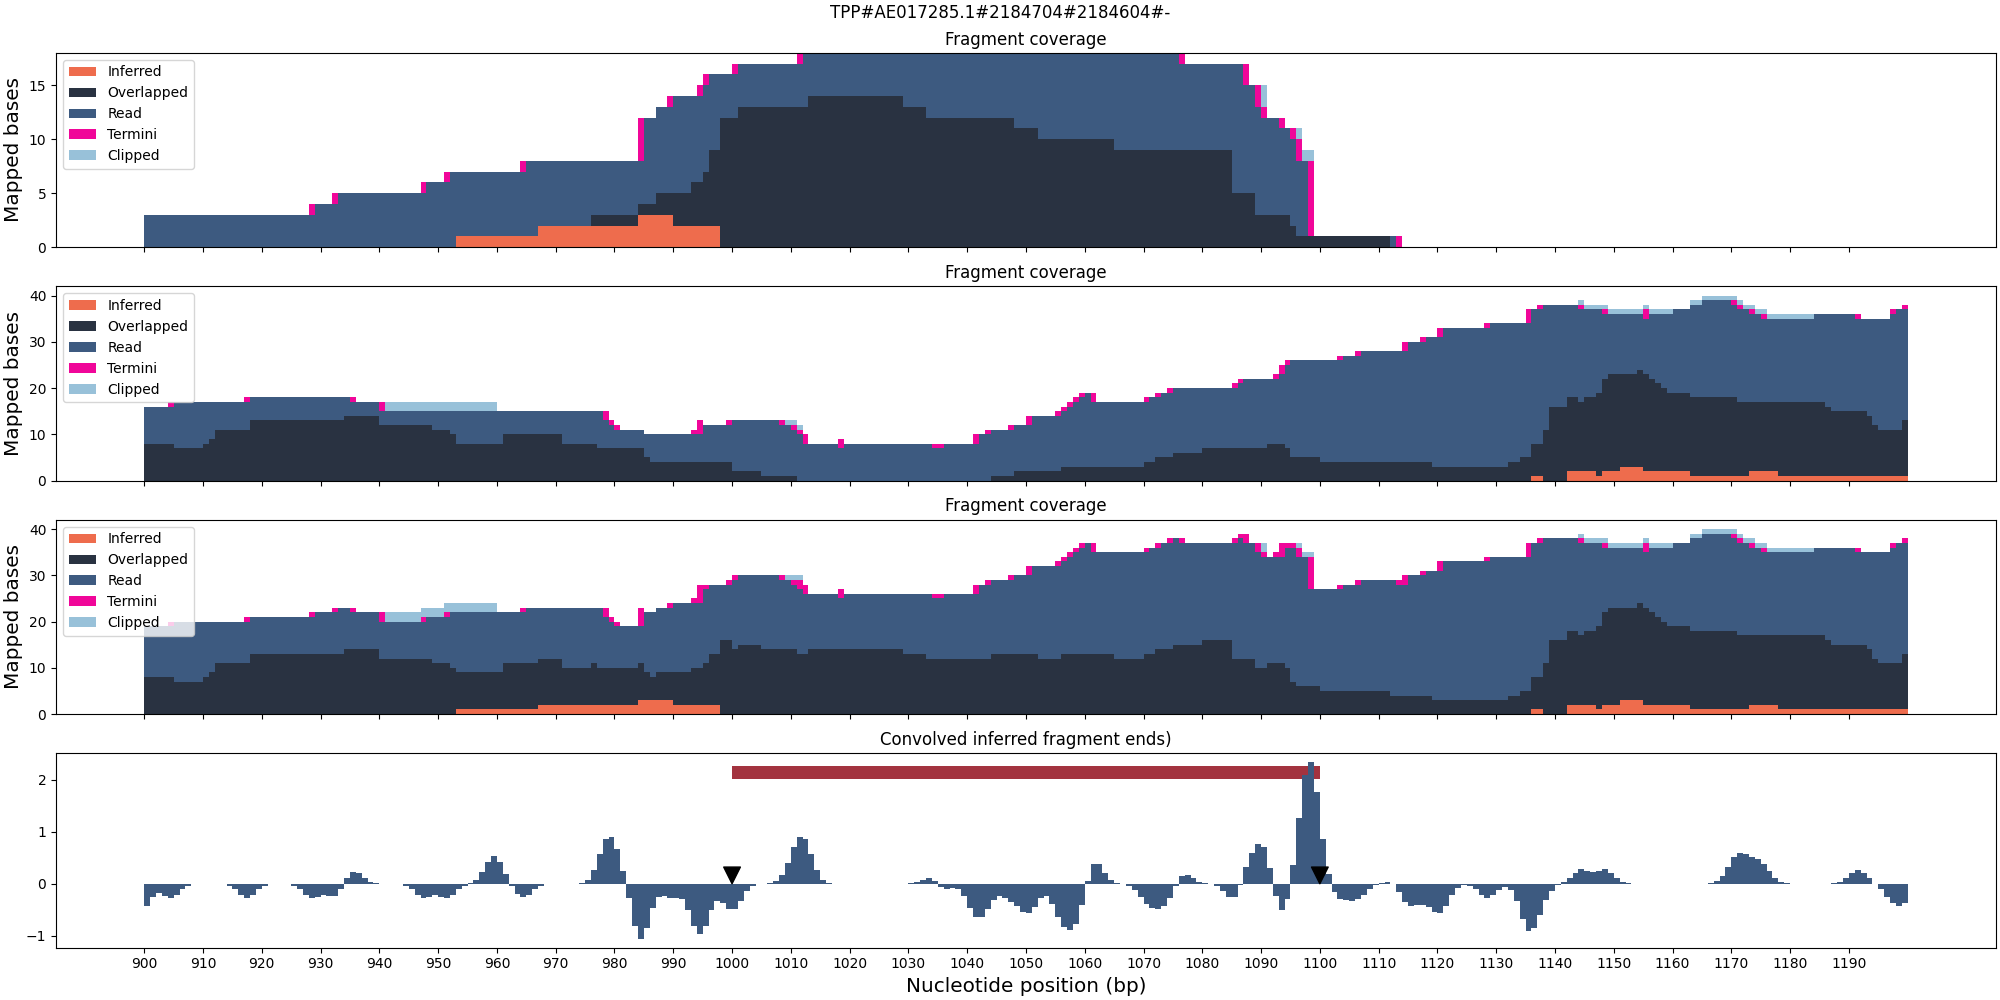 TPP#AE017285.1#2184704#2184604#-
Fragment coverage
Mapped bases
15
10
5
0
Inferred
Overlapped
Read
Termini
Clipped
Fragment coverage
Mapped bases
40
30
20
10
0
Inferred
Overlapped
Read
Termini
Clipped
Fragment coverage
Mapped bases
40
30
20
10
0
Inferred
Overlapped
Read
Termini
Clipped
Convolved inferred fragment ends)
2
1
0
−1
900 910 920 930 940 950 960 970 980 990 1000 1010 1020 1030 1040 1050 1060 1070 1080 1090 1100 1110 1120 1130 1140 1150 1160 1170 1180 1190
Nucleotide position (bp)